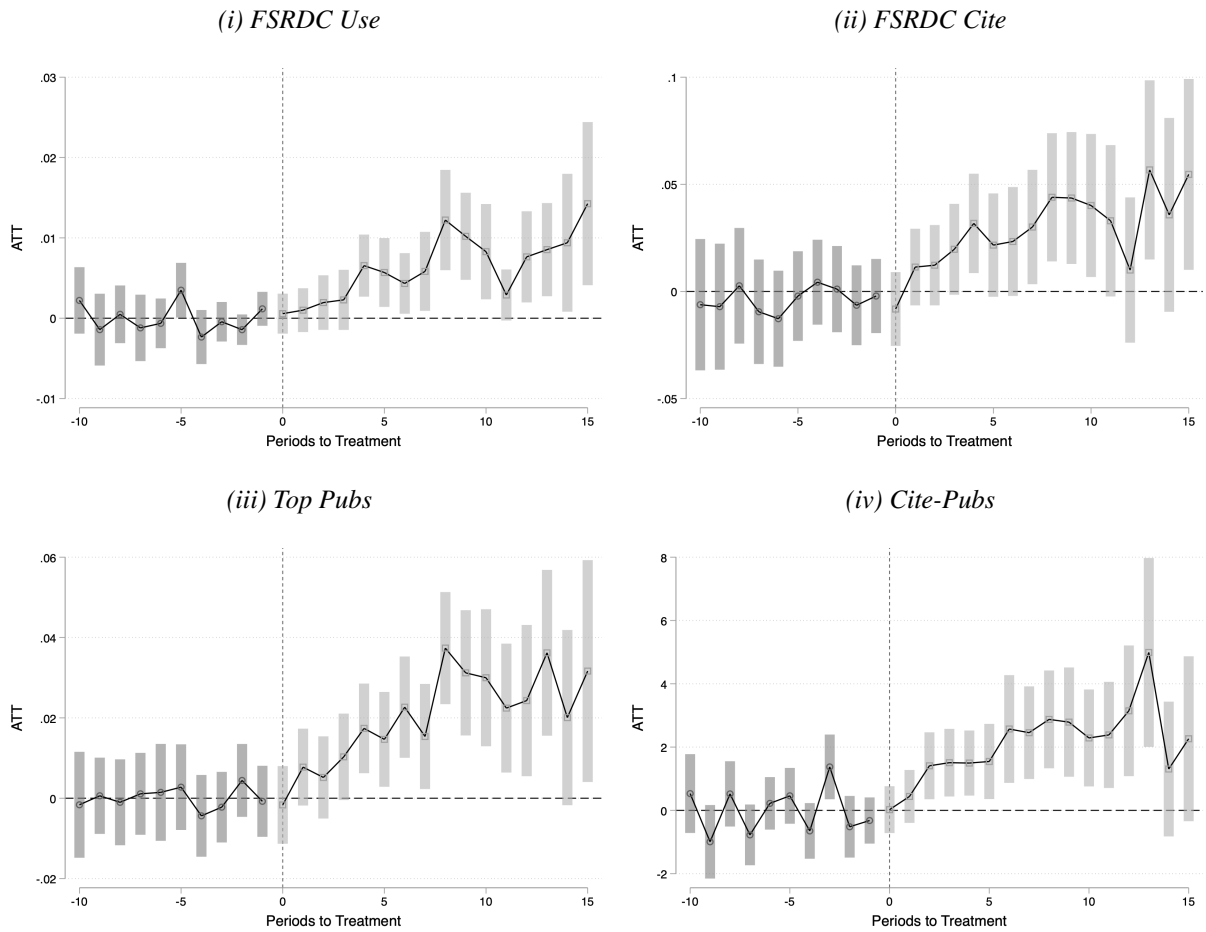 (i) FSRDC Use
.03
.02
.01
0
-.01
ATT
-10 -5 0 5 10 15
Periods to Treatment
(ii) FSRDC Cite
.1
.05
0
-.05
ATT
-10 -5 0 5 10 15
Periods to Treatment
(iii) Top Pubs
.06
.04
.02
0
-.02
ATT
-10 -5 0 5 10 15
Periods to Treatment
(iv) Cite-Pubs
8
6
4
2
0
-2
ATT
-10 -5 0 5 10 15
Periods to Treatment